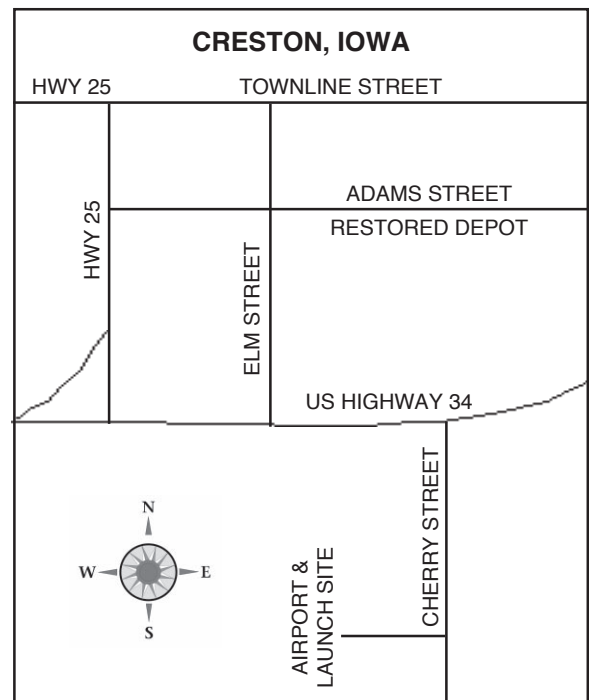 CRESTON, IOWA
HWY 25
TOWNLINE STREET
ADAMS STREET
RESTORED DEPOT
HWY 25
ELM STREET
US HIGHWAY 34
CHERRY STREET
AIRPORT &
LAUNCH SITE
N
W
E
S